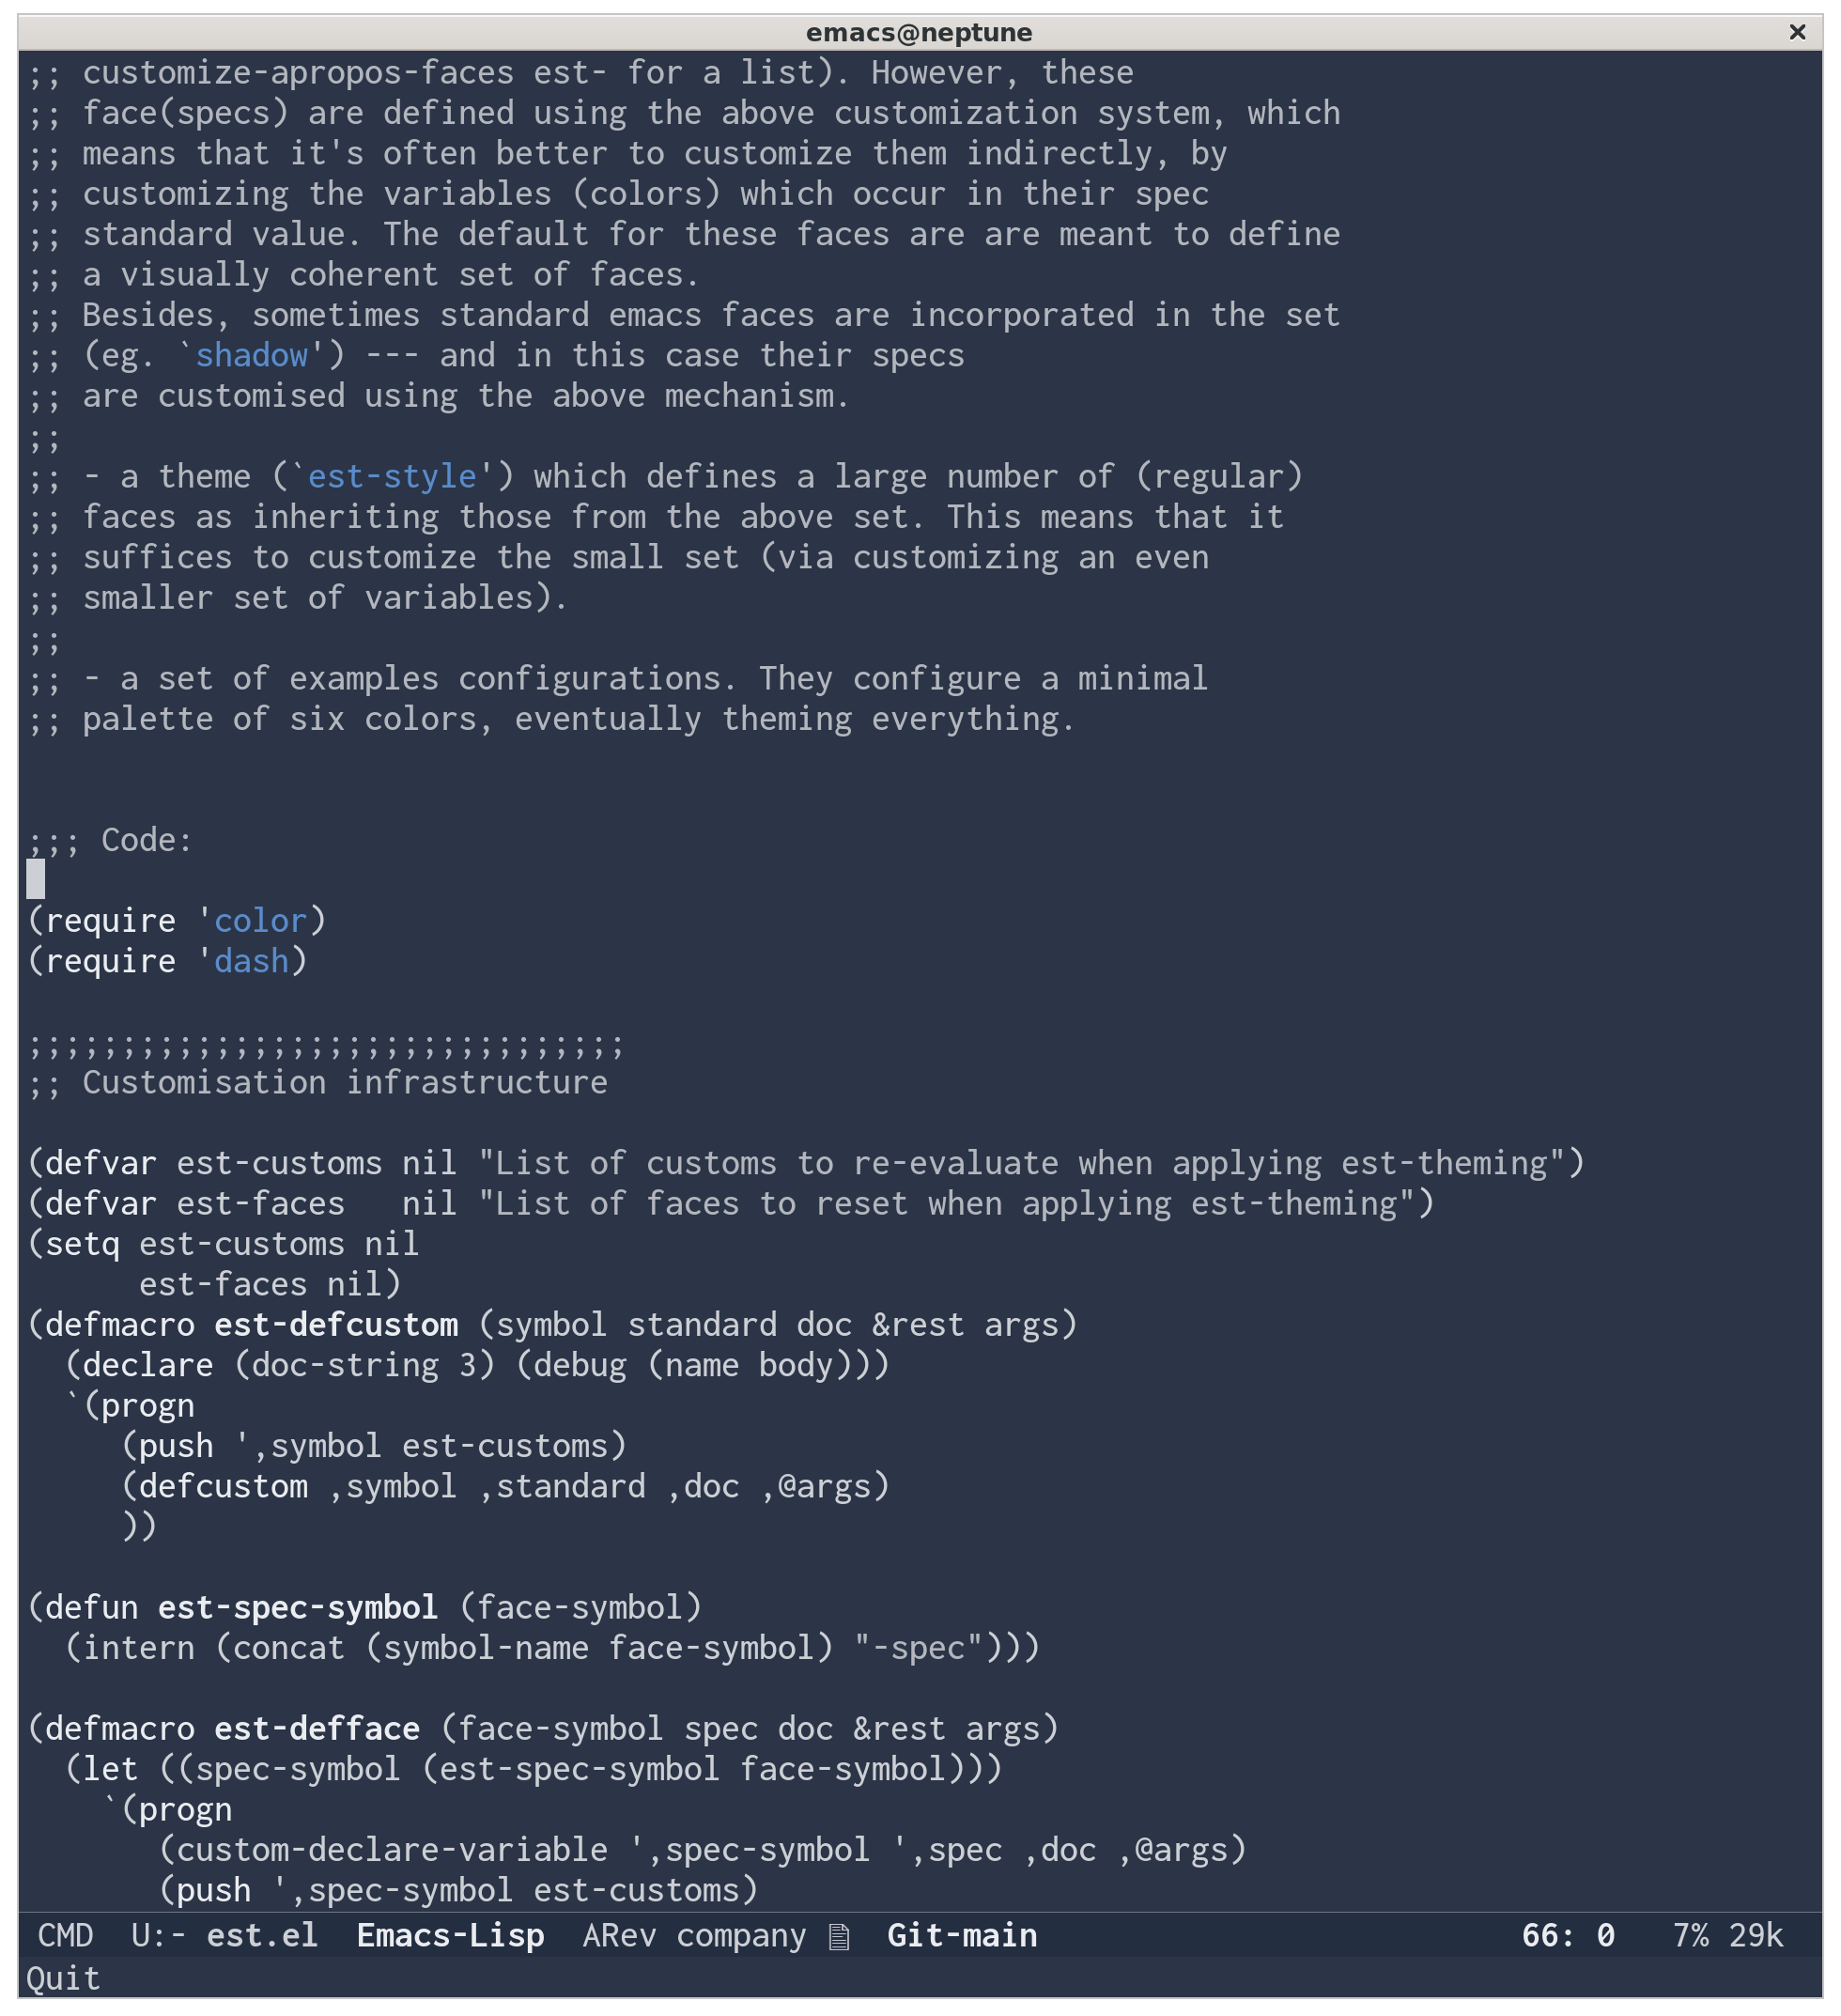 emacs@neptune
;; customize-apropos-faces est- for a list). However, these
;; face(specs) are defined using the above customization system, which
;; means that it's often better to customize them indirectly, by
;; customizing the variables (colors) which occur in their spec
;; standard value. The default for these faces are are meant to define
;; a visually coherent set of faces.
;; Besides, sometimes standard emacs faces are incorporated in the set
;; (eg. `shadow') --- and in this case their specs
;; are customised using the above mechanism.
;;
;; - a theme (`est-style') which defines a large number of (regular)
;; faces as inheriting those from the above set. This means that it
;; suffices to customize the small set (via customizing an even
;; smaller set of variables).
;;
;; - a set of examples configurations. They configure a minimal
;; palette of six colors, eventually theming everything.
;;; Code:
(require 'color)
(require 'dash)
;;;;;;;;;;;;;;;;;;;;;;;;;;;;;;;;
;; Customisation infrastructure
(defvar est-customs nil "List of customs to re-evaluate when applying est-theming")
(defvar est-faces   nil "List of faces to reset when applying est-theming")
(setq est-customs nil
      est-faces nil)
(defmacro est-defcustom (symbol standard doc &rest args)
  (declare (doc-string 3) (debug (name body)))
  `(progn
     (push ',symbol est-customs)
     (defcustom ,symbol ,standard ,doc ,@args)
     ))
(defun est-spec-symbol (face-symbol)
  (intern (concat (symbol-name face-symbol) "-spec")))
(defmacro est-defface (face-symbol spec doc &rest args)
  (let ((spec-symbol (est-spec-symbol face-symbol)))
    `(progn
       (custom-declare-variable ',spec-symbol ',spec ,doc ,@args)
       (push ',spec-symbol est-customs)
CMD  U:- est.el  Emacs-Lisp  ARev company  Git-main  66: 0   7% 29k
Quit